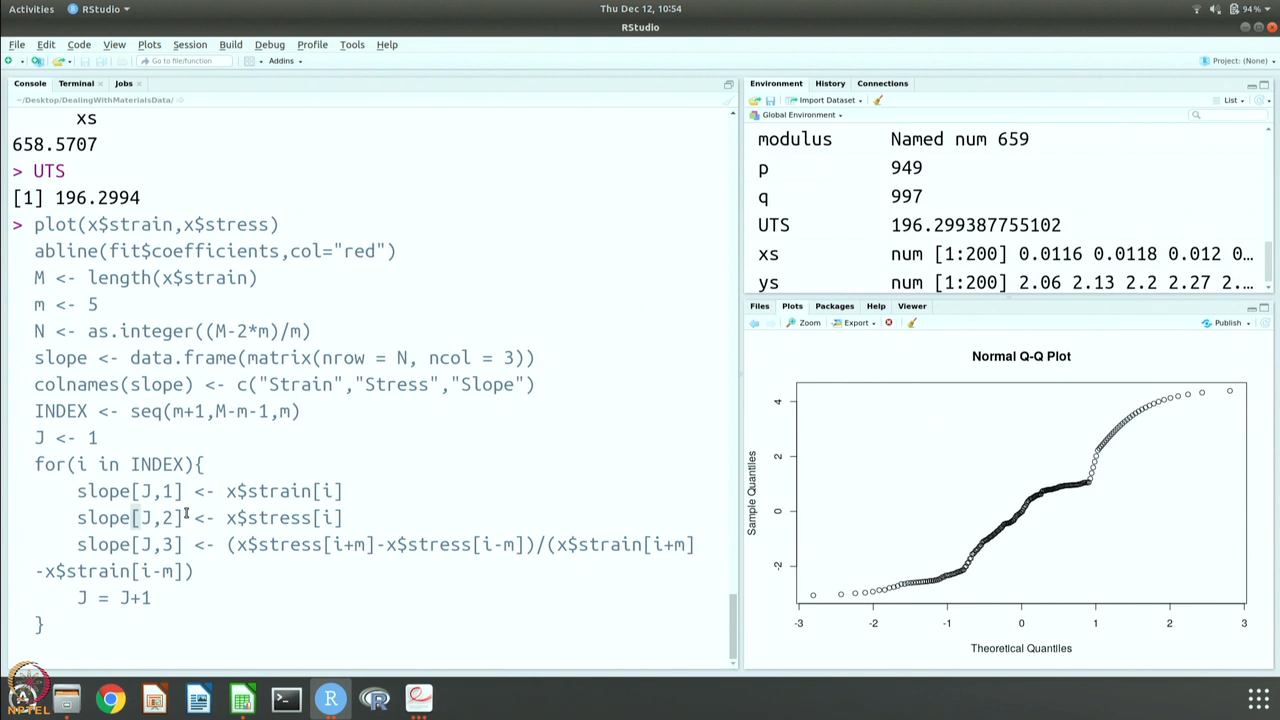 Activities RStudio Thu Dec 12, 10:54 94%
RStudio
File Edit Code View Plots Session Build Debug Profile Tools Help
Go to file/function Addins Project: (None)
Console Terminal Jobs
~/Desktop/DealingWithMaterialsData/
xs
658.5707
> UTS
[1] 196.2994
> plot(x$strain,x$stress)
abline(fit$coefficients,col="red")
M <- length(x$strain)
m <- 5
N <- as.integer((M-2*m)/m)
slope <- data.frame(matrix(nrow = N, ncol = 3))
colnames(slope) <- c("Strain","Stress","Slope")
INDEX <- seq(m+1,M-m-1,m)
J <- 1
for(i in INDEX){
slope[J,1] <- x$strain[i]
slope[J,2] <- x$stress[i]
slope[J,3] <- (x$stress[i+m]-x$stress[i-m])/(x$strain[i+m]
-x$strain[i-m])
J = J+1
}
Environment History Connections
Import Dataset List
Global Environment
modulus Named num 659
p 949
q 997
UTS 196.299387755102
xs num [1:200] 0.0116 0.0118 0.012 0…
ys num [1:200] 2.06 2.13 2.2 2.27 2.…
Files Plots Packages Help Viewer
Zoom Export Publish
Normal Q-Q Plot
Sample Quantiles
4
2
0
-2
-3 -2 -1 0 1 2 3
Theoretical Quantiles
NPTEL